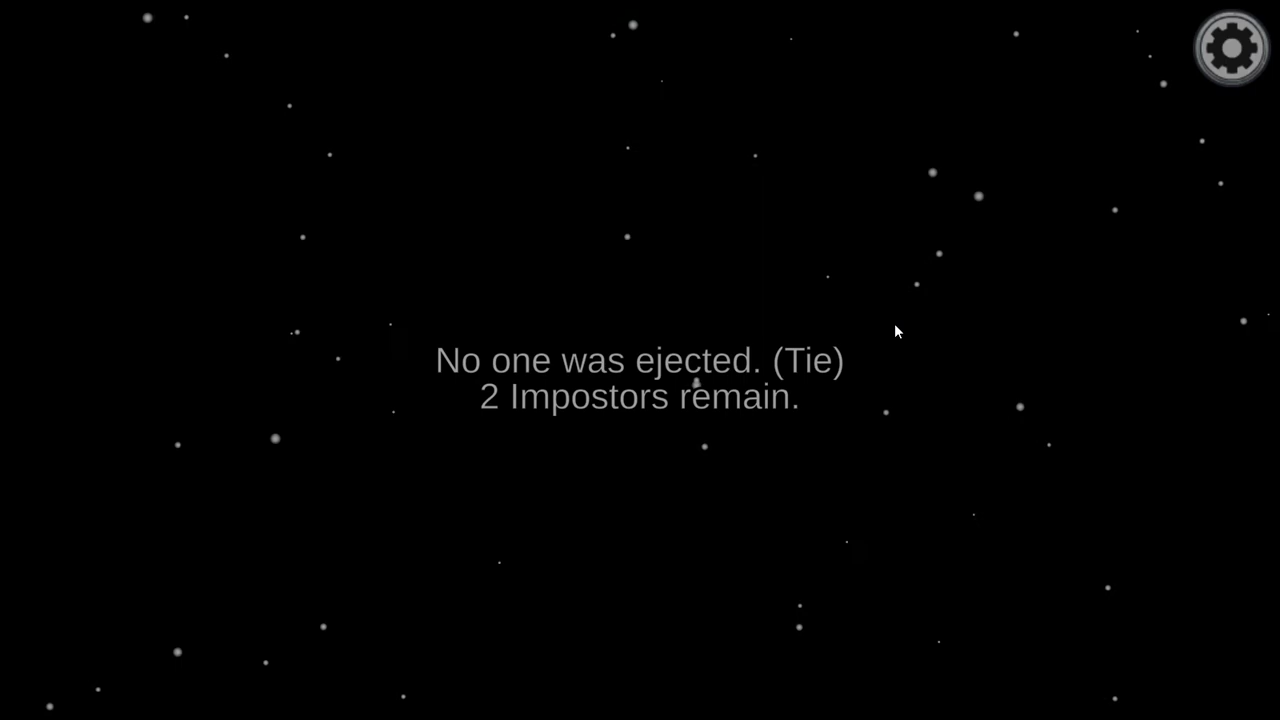 No one was ejected. (Tie)
2 Impostors remain.